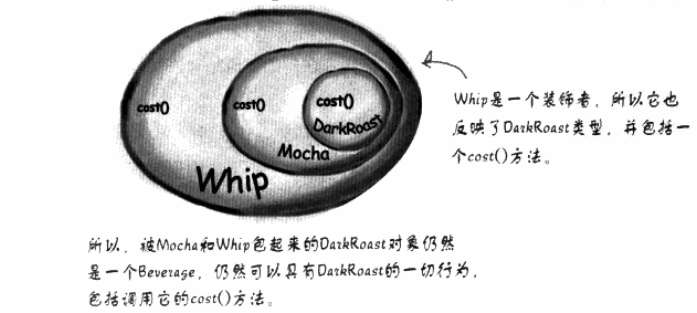 cost()
cost()
cost()
DarkRoast
Mocha
Whip
Whip是一个装饰者，所以它也
反映了DarkRoast类型，并包括一
个cost()方法。
所以，被Mocha和Whip包起来的DarkRoast对象仍然
是一个Beverage，仍然可以具有DarkRoast的一切行为，
包括调用它的cost()方法。